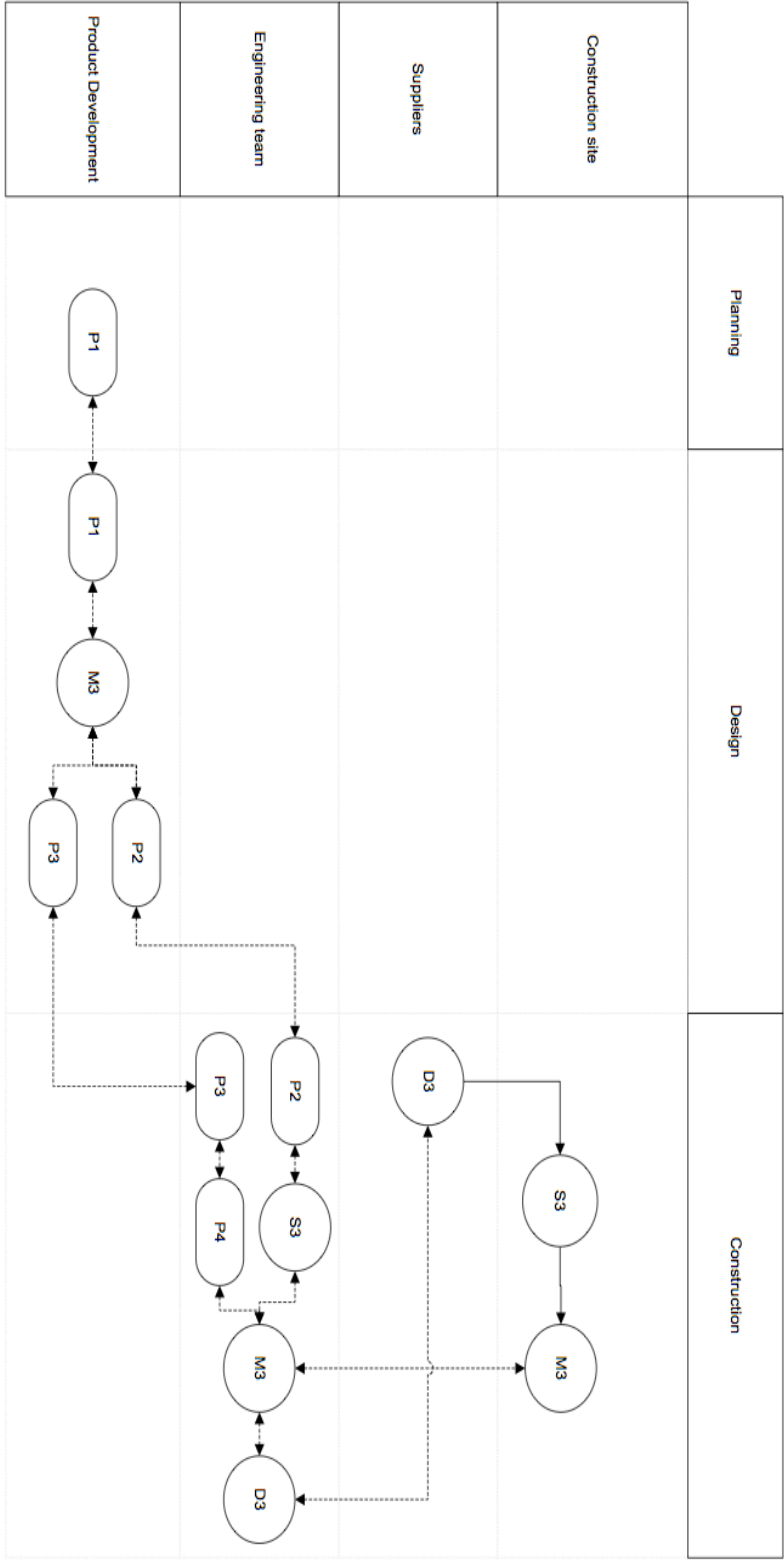 Planning
Design
Construction
Construction site
S3
M3
Suppliers
D3
Engineering team
P2
S3
P3
P4
M3
D3
Product Development
P1
P1
M3
P2
P3